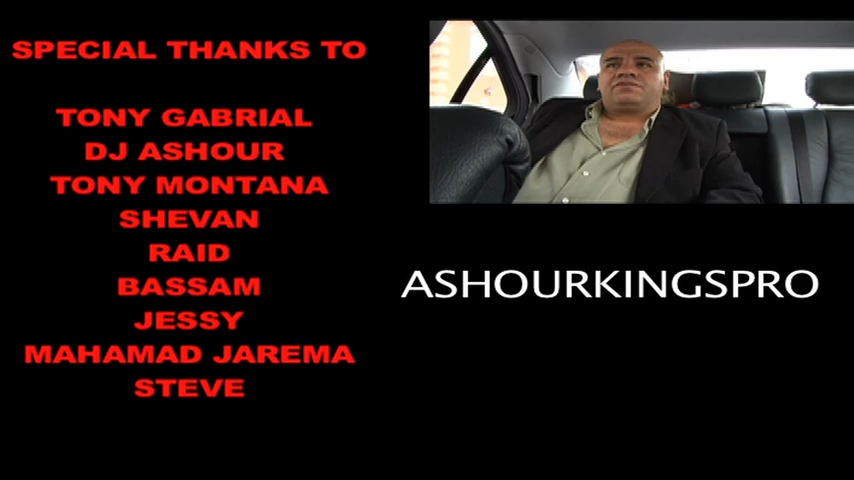 SPECIAL THANKS TO
TONY GABRIAL
DJ ASHOUR
TONY MONTANA
SHEVAN
RAID
BASSAM
JESSY
MAHAMAD JAREMA
STEVE
ASHOURKINGSPRO